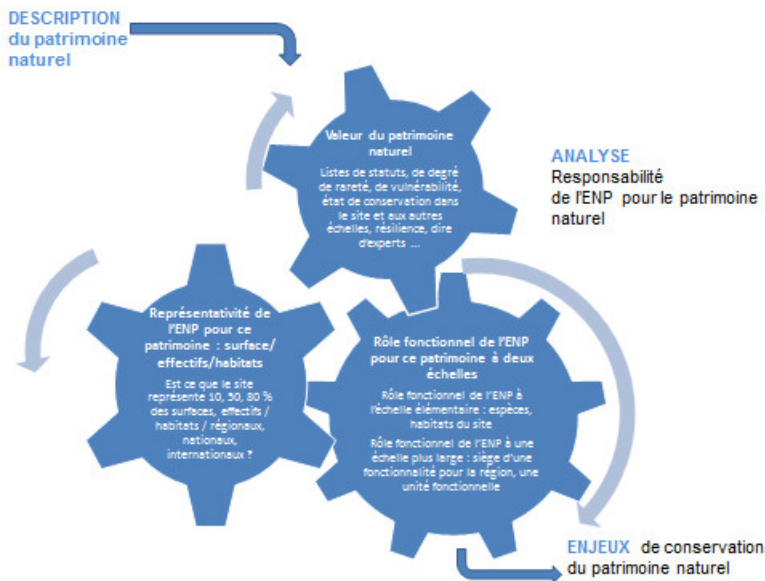 DESCRIPTION
du patrimoine
naturel
Valeur du patrimoine
naturel
Listes de statuts, de degré
de rareté, de vulnérabilité,
état de conservation dans
le site et aux autres
échelles, résilience, dire
d'experts ...
ANALYSE
Responsabilité
de l'ENP pour le patrimoine
naturel
Représentativité de
l'ENP pour ce
patrimoine : surface/
effectifs/habitats
Est ce que le site
représente 10, 30, 80 %
des surfaces, effectifs /
habitats / régionaux,
nationaux,
internationaux ?
Rôle fonctionnel de l'ENP
pour ce patrimoine à deux
échelles
Rôle fonctionnel de l'ENP à
l'échelle élémentaire : espèces,
habitats du site
Rôle fonctionnel de l'ENP à une
échelle plus large : siège d'une
fonctionnalité pour la région, une
unité fonctionnelle
ENJEUX de conservation
du patrimoine naturel